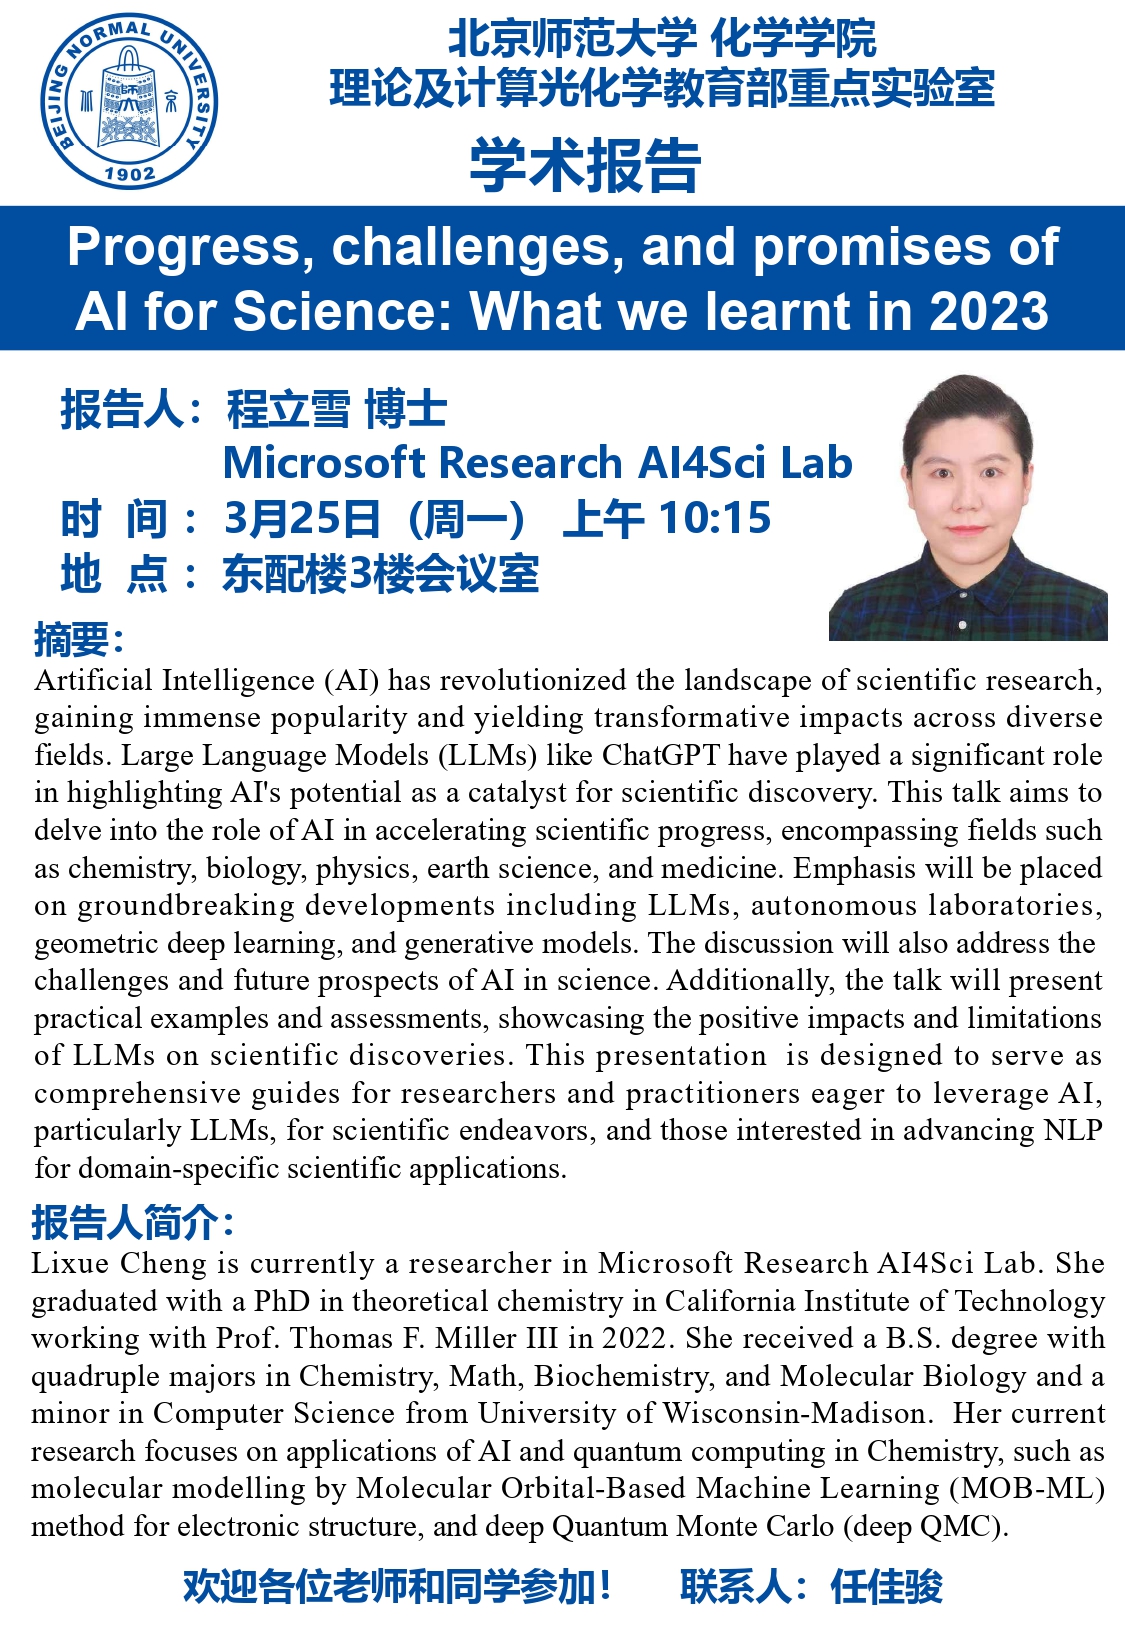 BEIJING NORMAL UNIVERSITY
师大
京
1902
北京师范大学 化学学院
理论及计算光化学教育部重点实验室
学术报告
Progress, challenges, and promises of
AI for Science: What we learnt in 2023
报告人：程立雪 博士
Microsoft Research AI4Sci Lab
时 间 ：3月25日（周一） 上午 10:15
地 点 ：东配楼3楼会议室
摘要：
Artificial Intelligence (AI) has revolutionized the landscape of scientific research,
gaining immense popularity and yielding transformative impacts across diverse
fields. Large Language Models (LLMs) like ChatGPT have played a significant role
in highlighting AI's potential as a catalyst for scientific discovery. This talk aims to
delve into the role of AI in accelerating scientific progress, encompassing fields such
as chemistry, biology, physics, earth science, and medicine. Emphasis will be placed
on groundbreaking developments including LLMs, autonomous laboratories,
geometric deep learning, and generative models. The discussion will also address the
challenges and future prospects of AI in science. Additionally, the talk will present
practical examples and assessments, showcasing the positive impacts and limitations
of LLMs on scientific discoveries. This presentation is designed to serve as
comprehensive guides for researchers and practitioners eager to leverage AI,
particularly LLMs, for scientific endeavors, and those interested in advancing NLP
for domain-specific scientific applications.
报告人简介：
Lixue Cheng is currently a researcher in Microsoft Research AI4Sci Lab. She
graduated with a PhD in theoretical chemistry in California Institute of Technology
working with Prof. Thomas F. Miller III in 2022. She received a B.S. degree with
quadruple majors in Chemistry, Math, Biochemistry, and Molecular Biology and a
minor in Computer Science from University of Wisconsin-Madison. Her current
research focuses on applications of AI and quantum computing in Chemistry, such as
molecular modelling by Molecular Orbital-Based Machine Learning (MOB-ML)
method for electronic structure, and deep Quantum Monte Carlo (deep QMC).
欢迎各位老师和同学参加！ 联系人：任佳骏